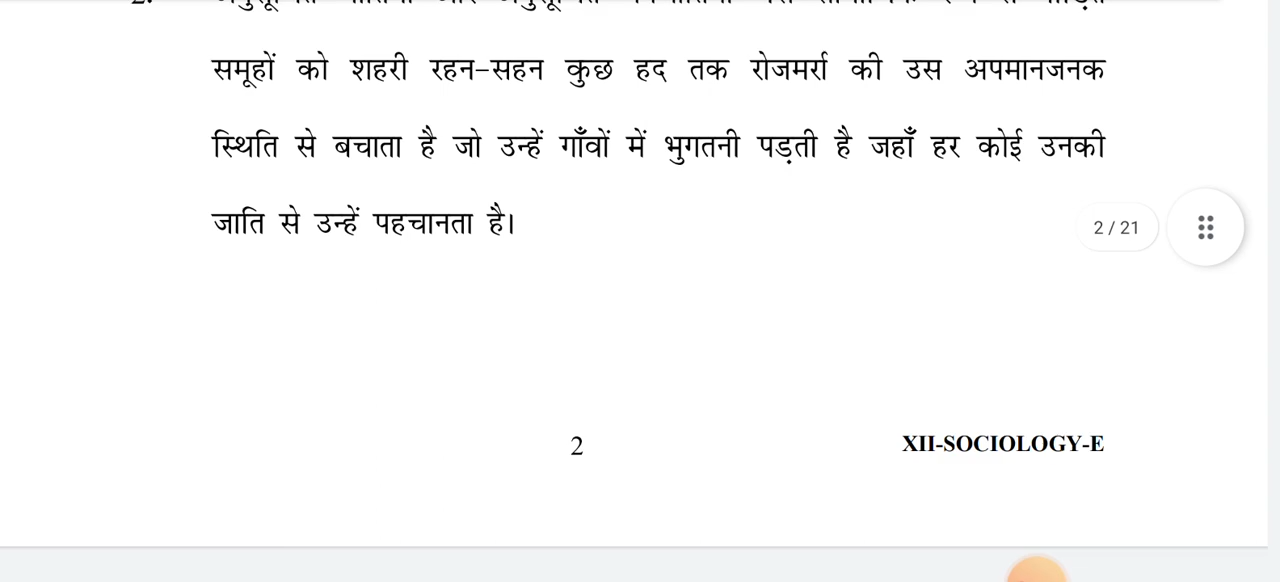 समूहों को शहरी रहन-सहन कुछ हद तक रोजमर्रा की उस अपमानजनक
स्थिति से बचाता है जो उन्हें गाँवों में भुगतनी पड़ती है जहाँ हर कोई उनकी
जाति से उन्हें पहचानता है।
2 / 21
2
XII-SOCIOLOGY-E